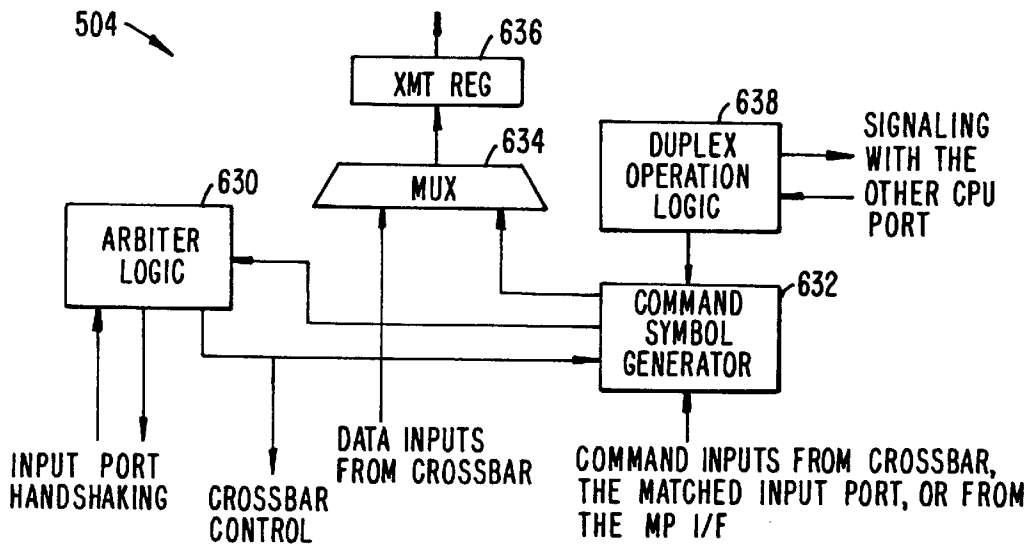 504
636
XMT REG
638
634
DUPLEX
OPERATION
LOGIC
SIGNALING
WITH THE
OTHER CPU
PORT
MUX
630
ARBITER
LOGIC
632
COMMAND
SYMBOL
GENERATOR
INPUT PORT
HANDSHAKING
CROSSBAR
CONTROL
DATA INPUTS
FROM CROSSBAR
COMMAND INPUTS FROM CROSSBAR,
THE MATCHED INPUT PORT, OR FROM
THE MP I/F